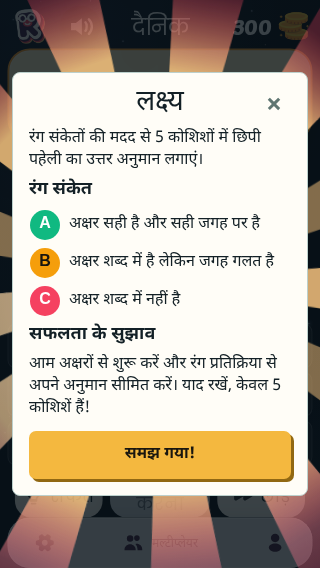 दैनिक
300
लक्ष्य
रंग संकेतों की मदद से 5 कोशिशों में छिपी
पहेली का उत्तर अनुमान लगाएं।
रंग संकेत
A अक्षर सही है और सही जगह पर है
B अक्षर शब्द में है लेकिन जगह गलत है
C अक्षर शब्द में नहीं है
सफलता के सुझाव
आम अक्षरों से शुरू करें और रंग प्रतिक्रिया से
अपने अनुमान सीमित करें। याद रखें, केवल 5
कोशिशें हैं!
समझ गया!
मल्टीप्लेयर